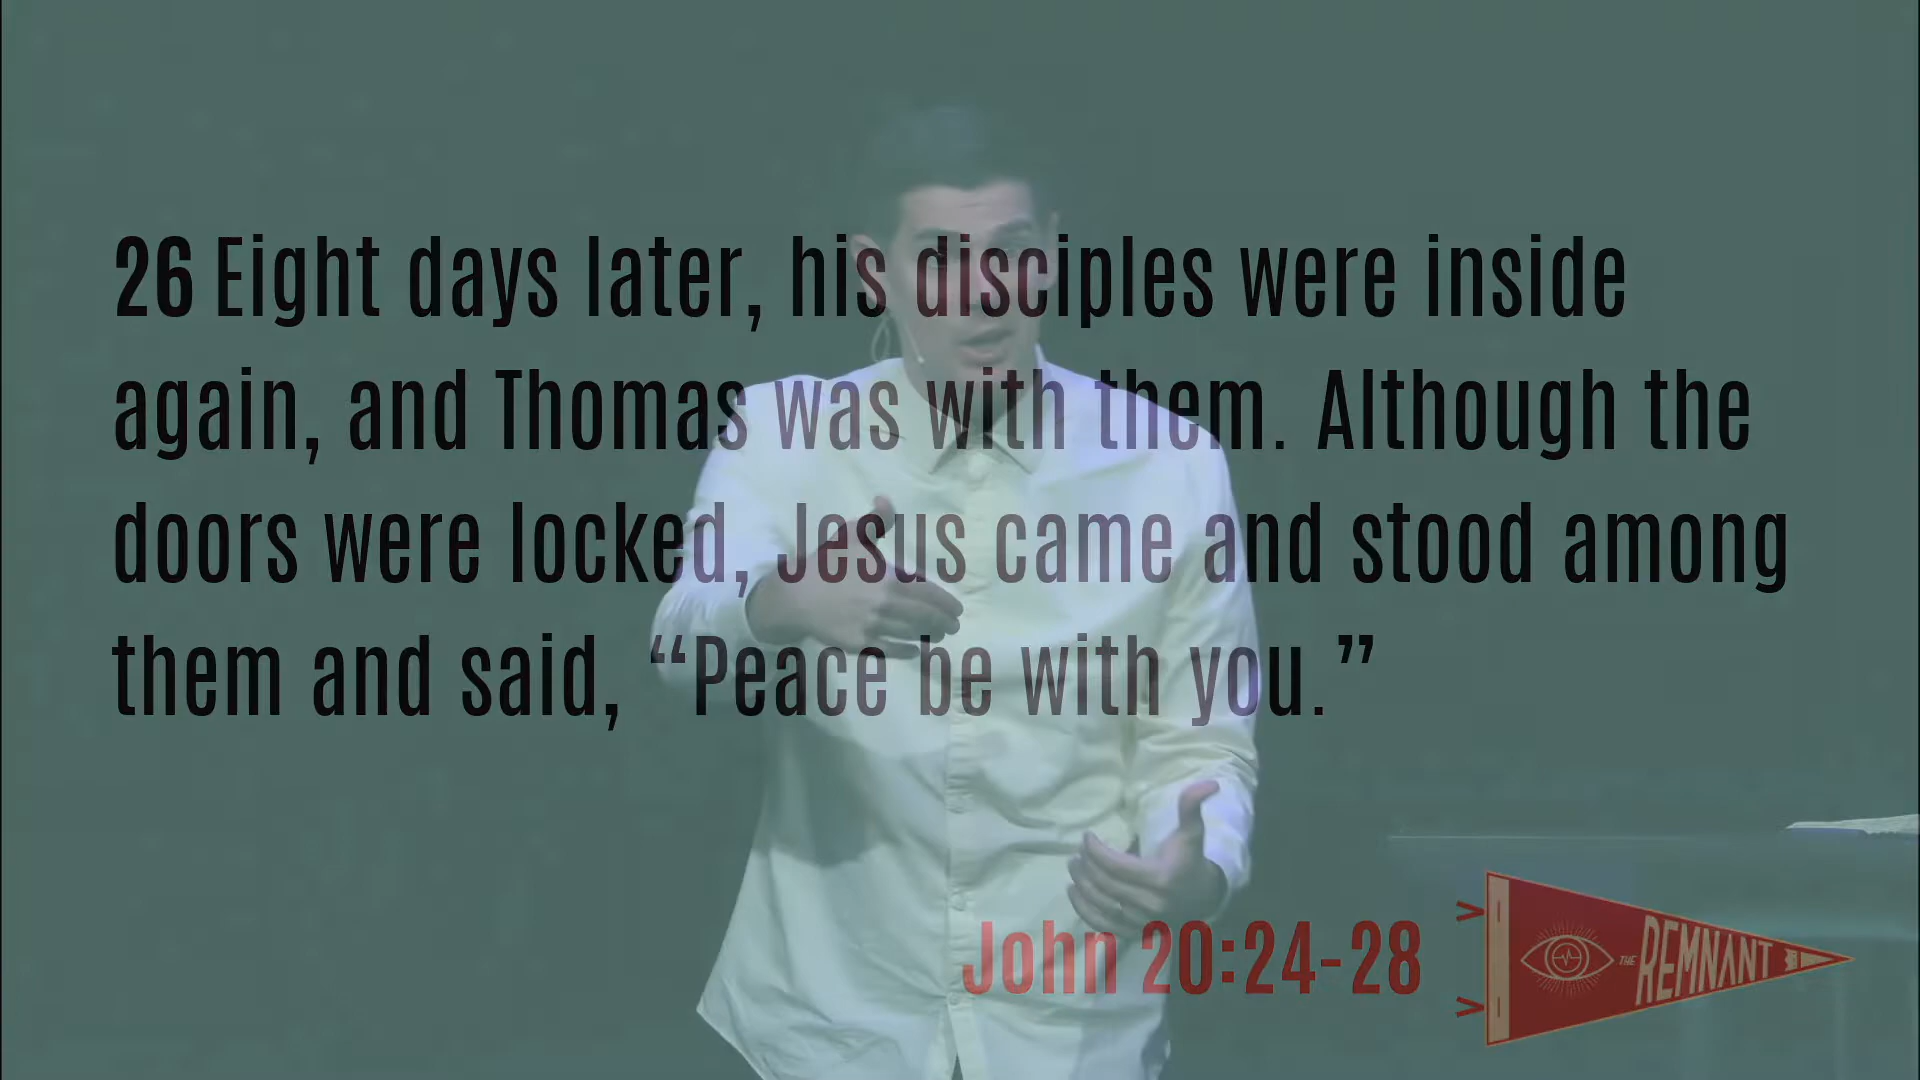 26 Eight days later, his disciples were inside
again, and Thomas was with them. Although the
doors were locked, Jesus came and stood among
them and said, “Peace be with you.”
John 20:24-28
THE REMNANT